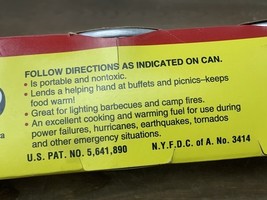 FOLLOW DIRECTIONS AS INDICATED ON CAN.
• Is portable and nontoxic.
• Lends a helping hand at buffets and picnics–keeps
food warm!
• Great for lighting barbecues and camp fires.
• An excellent cooking and warming fuel for use during
power failures, hurricanes, earthquakes, tornados
and other emergency situations.
U.S. PAT. NO. 5,641,890 N.Y.F.D.C. of A. No. 3414